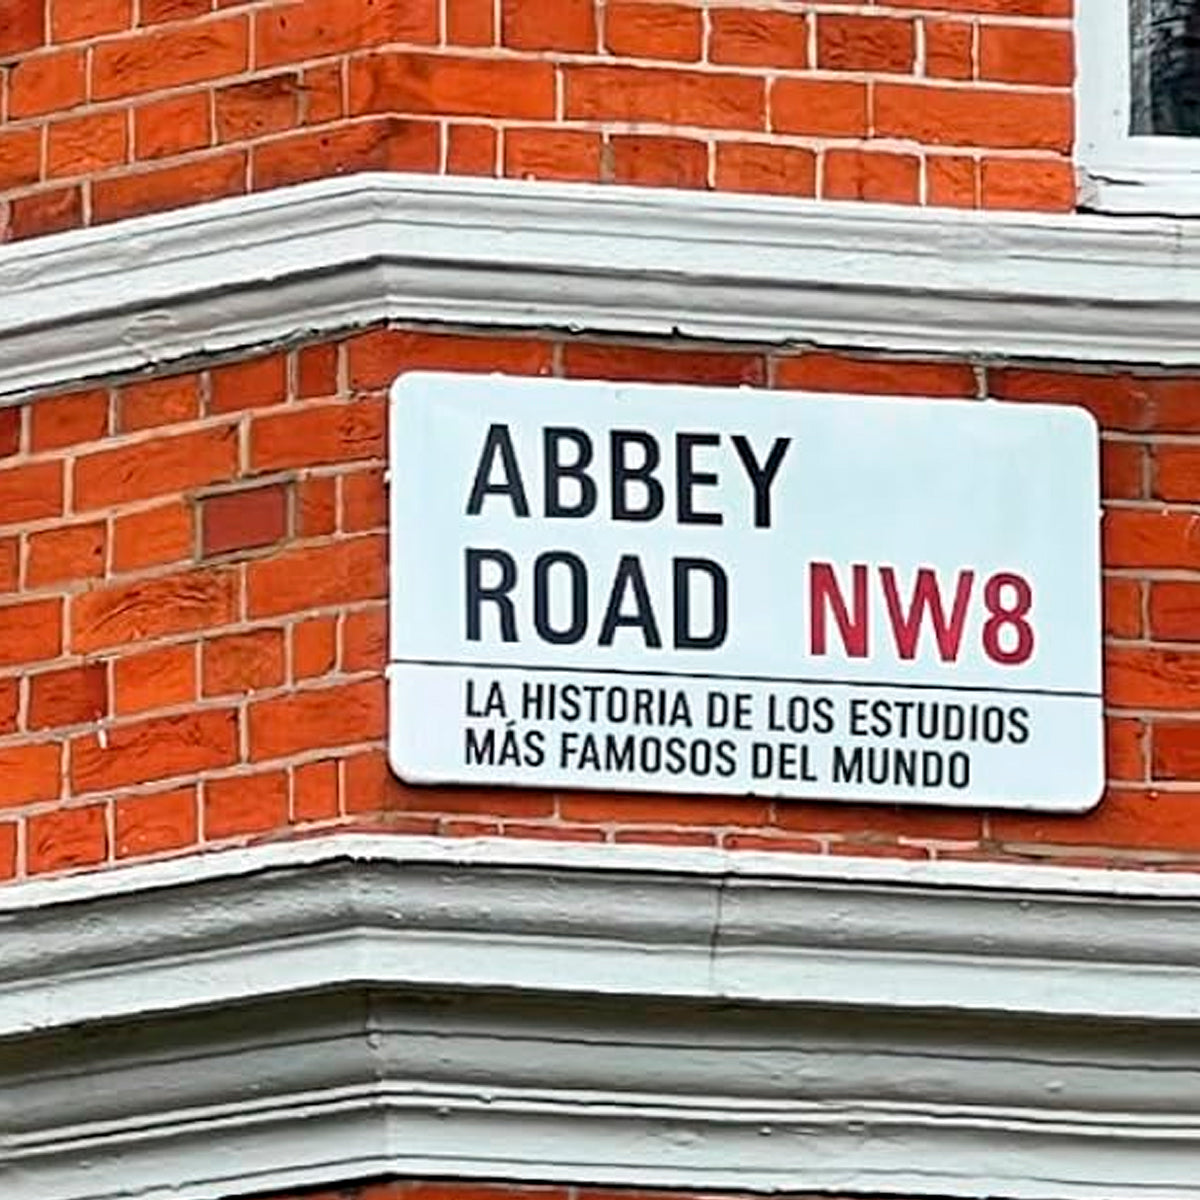 ABBEY
ROAD NW8
LA HISTORIA DE LOS ESTUDIOS
MÁS FAMOSOS DEL MUNDO